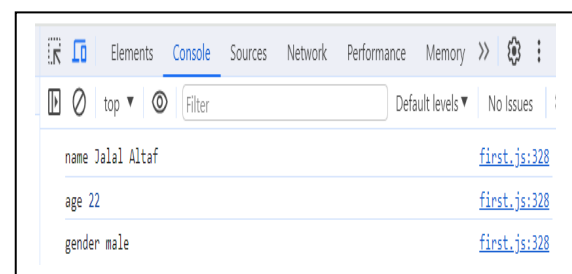 Elements Console Sources Network Performance Memory
top Filter Default levels No Issues
name Jalal Altaf first.js:328
age 22 first.js:328
gender male first.js:328